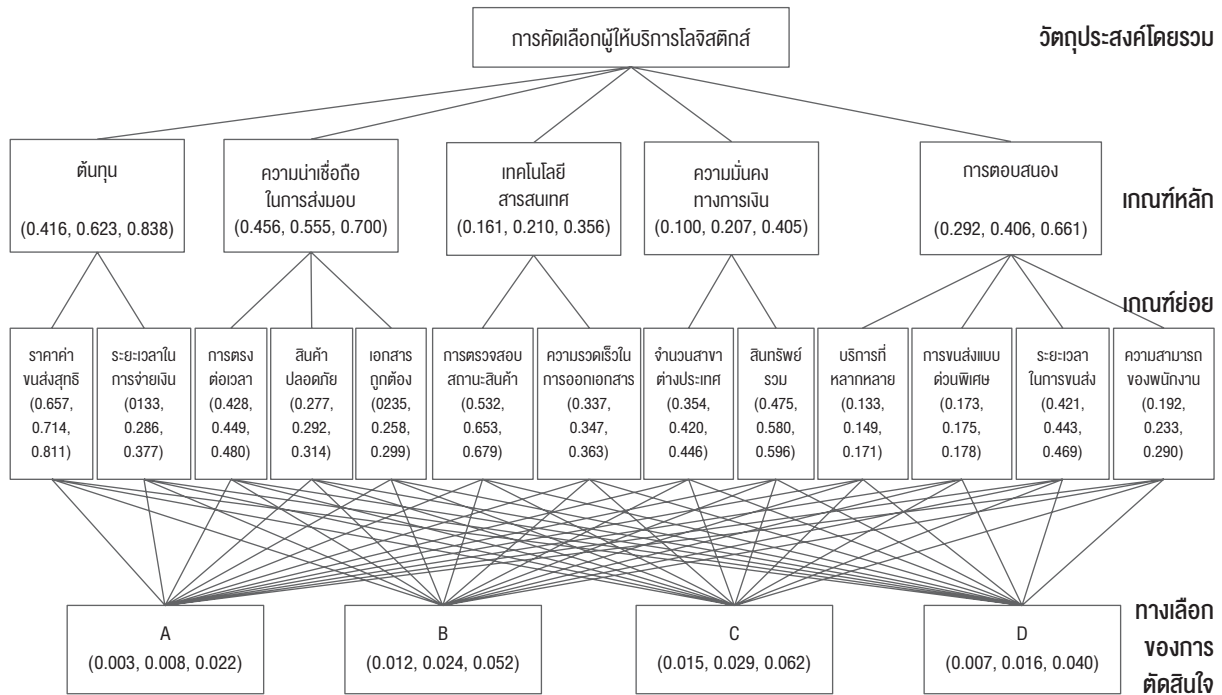 การคัดเลือกผู้ให้บริการโลจิสติกส์
วัตถุประสงค์โดยรวม
ต้นทุน
(0.416, 0.623, 0.838)
ความน่าเชื่อถือ
ในการส่งมอบ
(0.456, 0.555, 0.700)
เทคโนโลยี
สารสนเทศ
(0.161, 0.210, 0.356)
ความมั่นคง
ทางการเงิน
(0.100, 0.207, 0.405)
การตอบสนอง
(0.292, 0.406, 0.661)
เกณฑ์หลัก
เกณฑ์ย่อย
ราคาค่า
ขนส่งสุทธิ
(0.657,
0.714,
0.811)
ระยะเวลาใน
การจ่ายเงิน
(0133,
0.286,
0.377)
การตรง
ต่อเวลา
(0.428,
0.449,
0.480)
สินค้า
ปลอดภัย
(0.277,
0.292,
0.314)
เอกสาร
ถูกต้อง
(0235,
0.258,
0.299)
การตรวจสอบ
สถานะสินค้า
(0.532,
0.653,
0.679)
ความรวดเร็วใน
การออกเอกสาร
(0.337,
0.347,
0.363)
จำนวนสาขา
ต่างประเทศ
(0.354,
0.420,
0.446)
สินทรัพย์
รวม
(0.475,
0.580,
0.596)
บริการที่
หลากหลาย
(0.133,
0.149,
0.171)
การขนส่งแบบ
ด่วนพิเศษ
(0.173,
0.175,
0.178)
ระยะเวลา
ในการขนส่ง
(0.421,
0.443,
0.469)
ความสามารถ
ของพนักงาน
(0.192,
0.233,
0.290)
A
(0.003, 0.008, 0.022)
B
(0.012, 0.024, 0.052)
C
(0.015, 0.029, 0.062)
D
(0.007, 0.016, 0.040)
ทางเลือก
ของการ
ตัดสินใจ